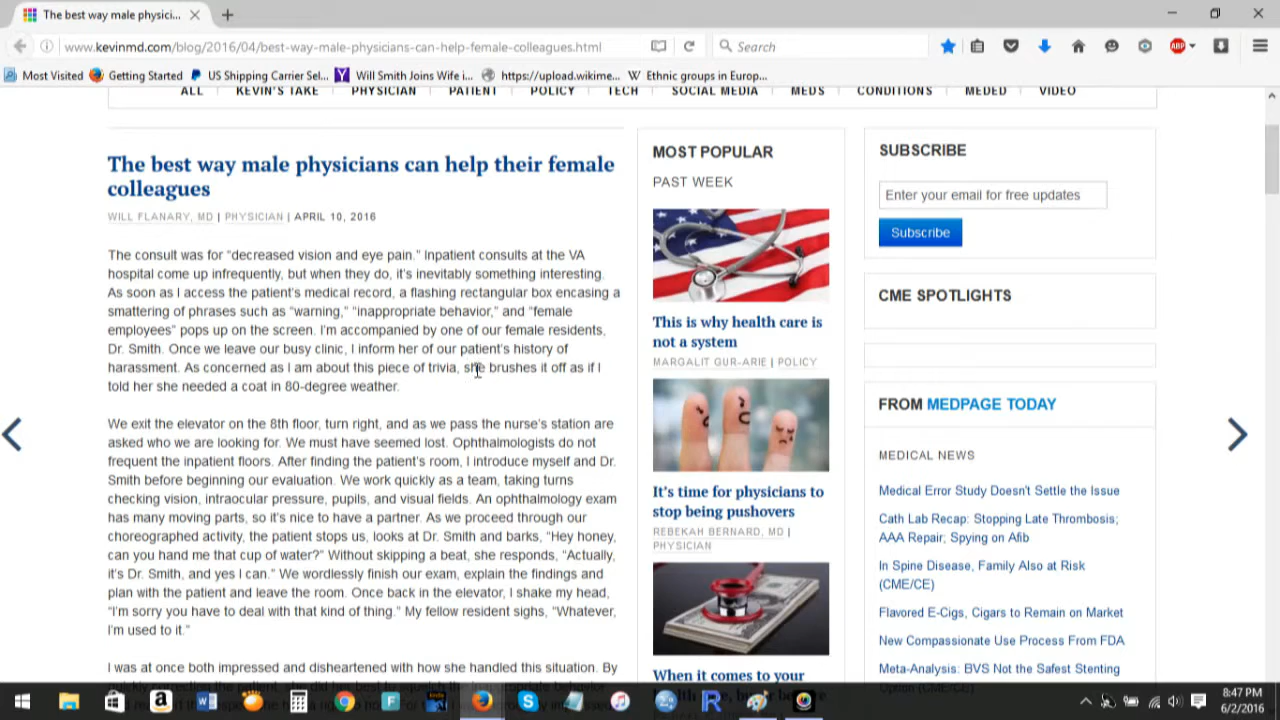 The best way male physici...
www.kevinmd.com/blog/2016/04/best-way-male-physicians-can-help-female-colleagues.html
Search
ABP
Most Visited
Getting Started
US Shipping Carrier Sel...
Will Smith Joins Wife i...
https://upload.wikime...
W Ethnic groups in Europ...
ALL | KEVIN'S TAKE | PHYSICIAN | PATIENT | POLICY | TECH | SOCIAL MEDIA | MEDS | CONDITIONS | MEDED | VIDEO
The best way male physicians can help their female
colleagues
WILL FLANARY, MD | PHYSICIAN | APRIL 10, 2016
The consult was for “decreased vision and eye pain.” Inpatient consults at the VA
hospital come up infrequently, but when they do, it’s inevitably something interesting.
As soon as I access the patient’s medical record, a flashing rectangular box encasing a
smattering of phrases such as “warning,” “inappropriate behavior,” and “female
employees” pops up on the screen. I’m accompanied by one of our female residents,
Dr. Smith. Once we leave our busy clinic, I inform her of our patient’s history of
harassment. As concerned as I am about this piece of trivia, she brushes it off as if I
told her she needed a coat in 80-degree weather.
We exit the elevator on the 8th floor, turn right, and as we pass the nurse’s station are
asked who we are looking for. We must have seemed lost. Ophthalmologists do not
frequent the inpatient floors. After finding the patient’s room, I introduce myself and Dr.
Smith before beginning our evaluation. We work quickly as a team, taking turns
checking vision, intraocular pressure, pupils, and visual fields. An ophthalmology exam
has many moving parts, so it’s nice to have a partner. As we proceed through our
choreographed activity, the patient stops us, looks at Dr. Smith and barks, “Hey honey,
can you hand me that cup of water?” Without skipping a beat, she responds, “Actually,
it’s Dr. Smith, and yes I can.” We wordlessly finish our exam, explain the findings and
plan with the patient and leave the room. Once back in the elevator, I shake my head,
“I’m sorry you have to deal with that kind of thing.” My fellow resident sighs, “Whatever,
I’m used to it.”
I was at once both impressed and disheartened with how she handled this situation. By
MOST POPULAR
PAST WEEK
This is why health care is
not a system
MARGALIT GUR-ARIE | POLICY
It’s time for physicians to
stop being pushovers
REBEKAH BERNARD, MD |
PHYSICIAN
When it comes to your
SUBSCRIBE
Enter your email for free updates
Subscribe
CME SPOTLIGHTS
FROM MEDPAGE TODAY
MEDICAL NEWS
Medical Error Study Doesn't Settle the Issue
Cath Lab Recap: Stopping Late Thrombosis;
AAA Repair; Spying on Afib
In Spine Disease, Family Also at Risk
(CME/CE)
Flavored E-Cigs, Cigars to Remain on Market
New Compassionate Use Process From FDA
Meta-Analysis: BVS Not the Safest Stenting
Option (CME/CE)
8:47 PM
6/2/2016